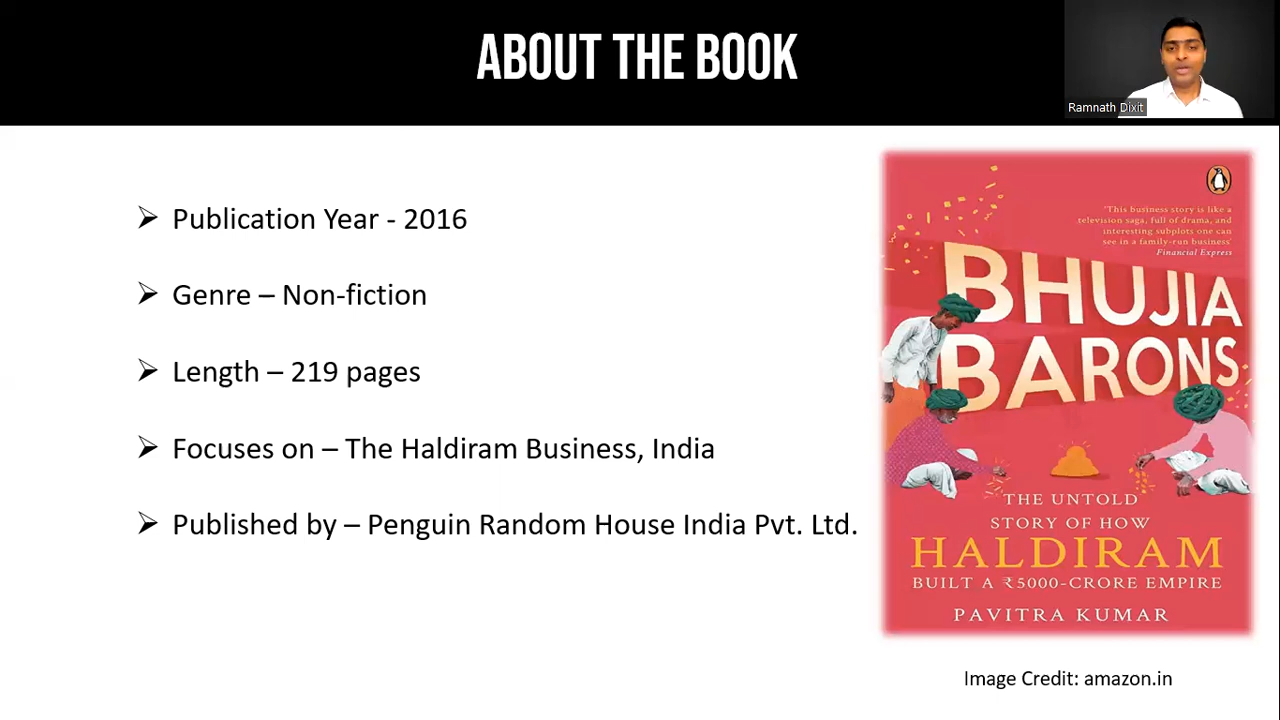 ABOUT THE BOOK
Ramnath Dixit
➢ Publication Year - 2016
➢ Genre – Non-fiction
➢ Length – 219 pages
➢ Focuses on – The Haldiram Business, India
➢ Published by – Penguin Random House India Pvt. Ltd.
"This business story is like a
television saga, full of drama, and
interesting subplots one can
see in a family-run business'
Financial Express
BHUJIA
BARONS
THE UNTOLD
STORY OF HOW
HALDIRAM
BUILT A ₹5000-CRORE EMPIRE
PAVITRA KUMAR
Image Credit: amazon.in